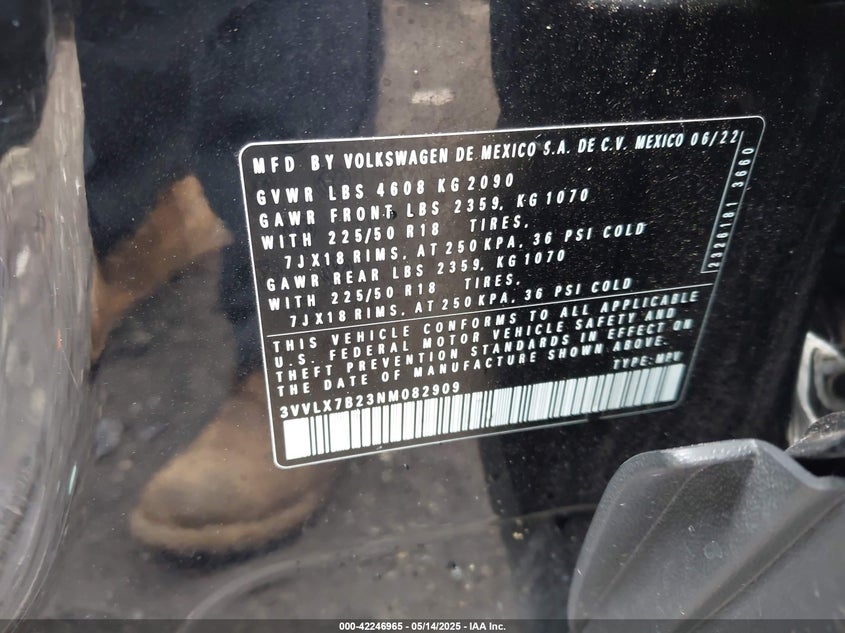 MFD BY VOLKSWAGEN DE MEXICO S.A. DE C.V. MEXICO 06/22
GVWR LBS 4608 KG 2090
GAWR FRONT LBS 2359, KG 1070
WITH 225/50 R18 TIRES,
7JX18 RIMS, AT 250 KPA, 36 PSI COLD
GAWR REAR LBS 2359, KG 1070
WITH 225/50 R18 TIRES,
7JX18 RIMS, AT 250 KPA, 36 PSI COLD
THIS VEHICLE CONFORMS TO ALL APPLICABLE
U.S. FEDERAL MOTOR VEHICLE SAFETY AND
THEFT PREVENTION STANDARDS IN EFFECT ON
THE DATE OF MANUFACTURE SHOWN ABOVE.
TYPE: MPV
3VVLX7B23NM082909
2326181 3660
000-42246965 | 05/14/2025 | IAA Inc.